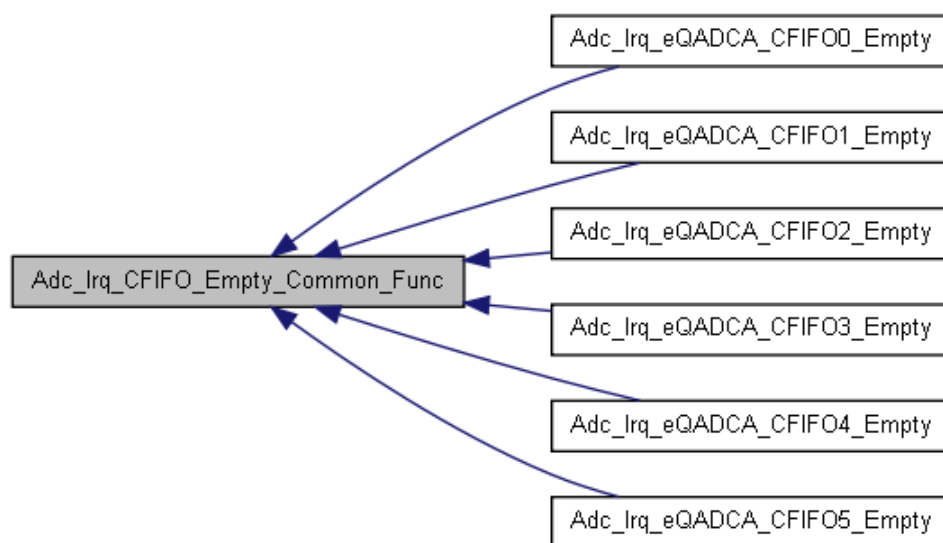 Adc_Irq_eQADCA_CFIFO0_Empty
Adc_Irq_eQADCA_CFIFO1_Empty
Adc_Irq_eQADCA_CFIFO2_Empty
Adc_Irq_CFIFO_Empty_Common_Func
Adc_Irq_eQADCA_CFIFO3_Empty
Adc_Irq_eQADCA_CFIFO4_Empty
Adc_Irq_eQADCA_CFIFO5_Empty